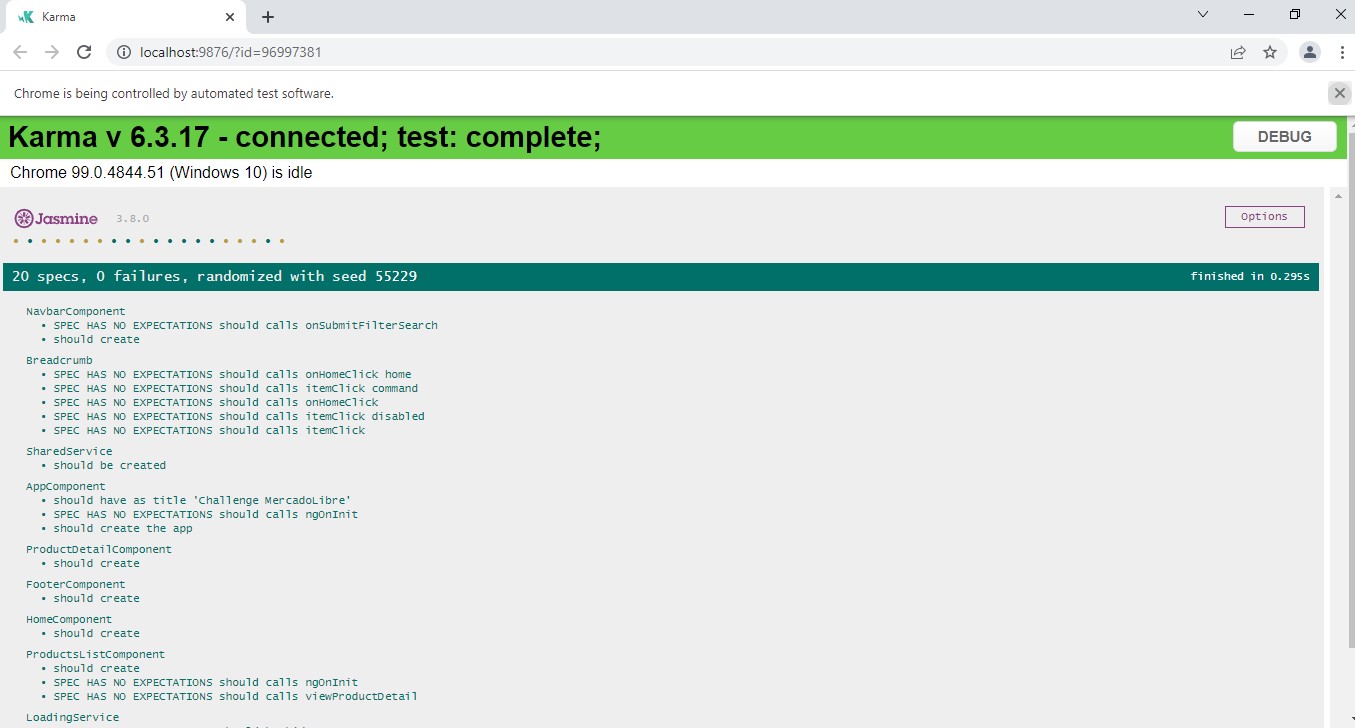 Karma
localhost:9876/?id=96997381
Chrome is being controlled by automated test software.
Karma v 6.3.17 - connected; test: complete;
DEBUG
Chrome 99.0.4844.51 (Windows 10) is idle
Jasmine 3.8.0
Options
20 specs, 0 failures, randomized with seed 55229
finished in 0.295s
NavbarComponent
• SPEC HAS NO EXPECTATIONS should calls onSubmitFilterSearch
• should create
Breadcrumb
• SPEC HAS NO EXPECTATIONS should calls onHomeClick home
• SPEC HAS NO EXPECTATIONS should calls itemClick command
• SPEC HAS NO EXPECTATIONS should calls onHomeClick
• SPEC HAS NO EXPECTATIONS should calls itemClick disabled
• SPEC HAS NO EXPECTATIONS should calls itemClick
SharedService
• should be created
AppComponent
• should have as title 'Challenge MercadoLibre'
• SPEC HAS NO EXPECTATIONS should calls ngOnInit
• should create the app
ProductDetailComponent
• should create
FooterComponent
• should create
HomeComponent
• should create
ProductsListComponent
• should create
• SPEC HAS NO EXPECTATIONS should calls ngOnInit
• SPEC HAS NO EXPECTATIONS should calls viewProductDetail
LoadingService